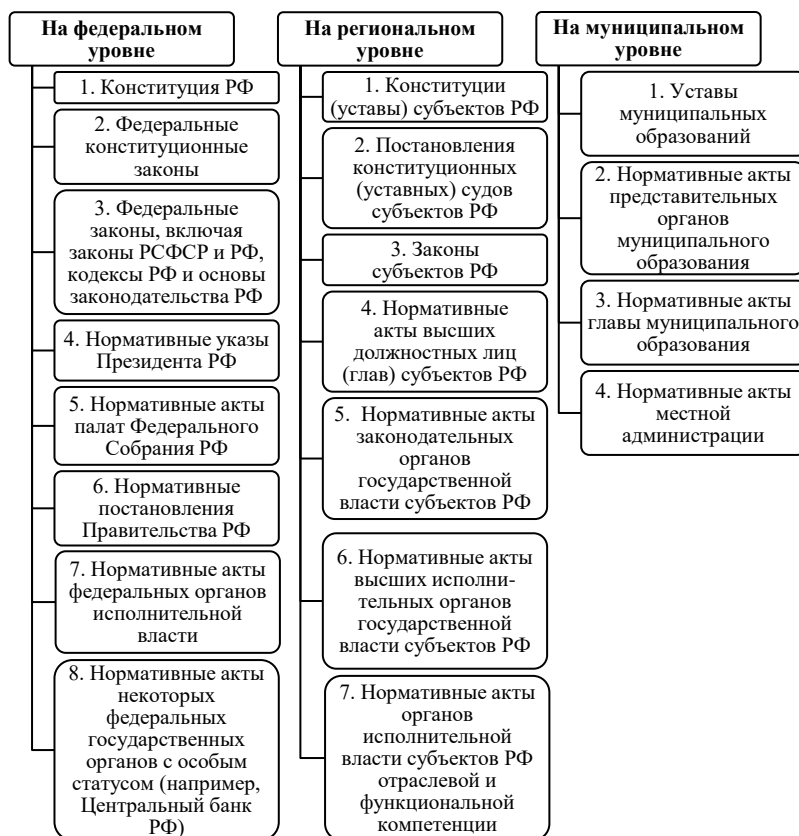 На федеральном
уровне
1. Конституция РФ
2. Федеральные
конституционные
законы
3. Федеральные
законы, включая
законы РСФСР и РФ,
кодексы РФ и основы
законодательства РФ
4. Нормативные указы
Президента РФ
5. Нормативные акты
палат Федерального
Собрания РФ
6. Нормативные
постановления
Правительства РФ
7. Нормативные акты
федеральных органов
исполнительной
власти
8. Нормативные акты
некоторых
федеральных
государственных
органов с особым
статусом (например,
Центральный банк
РФ)
На региональном
уровне
1. Конституции
(уставы) субъектов
РФ
2. Постановления
конституционных
(уставных) судов
субъектов РФ
3. Законы
субъектов РФ
4. Нормативные
акты высших
должностных лиц
(глав) субъектов РФ
5. Нормативные акты
законодательных
органов
государственной
власти субъектов РФ
6. Нормативные акты
высших исполни-
тельных органов
государственной
власти субъектов РФ
7. Нормативные акты
органов
исполнительной
власти субъектов РФ
отраслевой и
функциональной
компетенции
На муниципальном
уровне
1. Уставы
муниципальных
образований
2. Нормативные акты
представительных
органов
муниципального
образования
3. Нормативные акты
главы муниципального
образования
4. Нормативные акты
местной
администрации